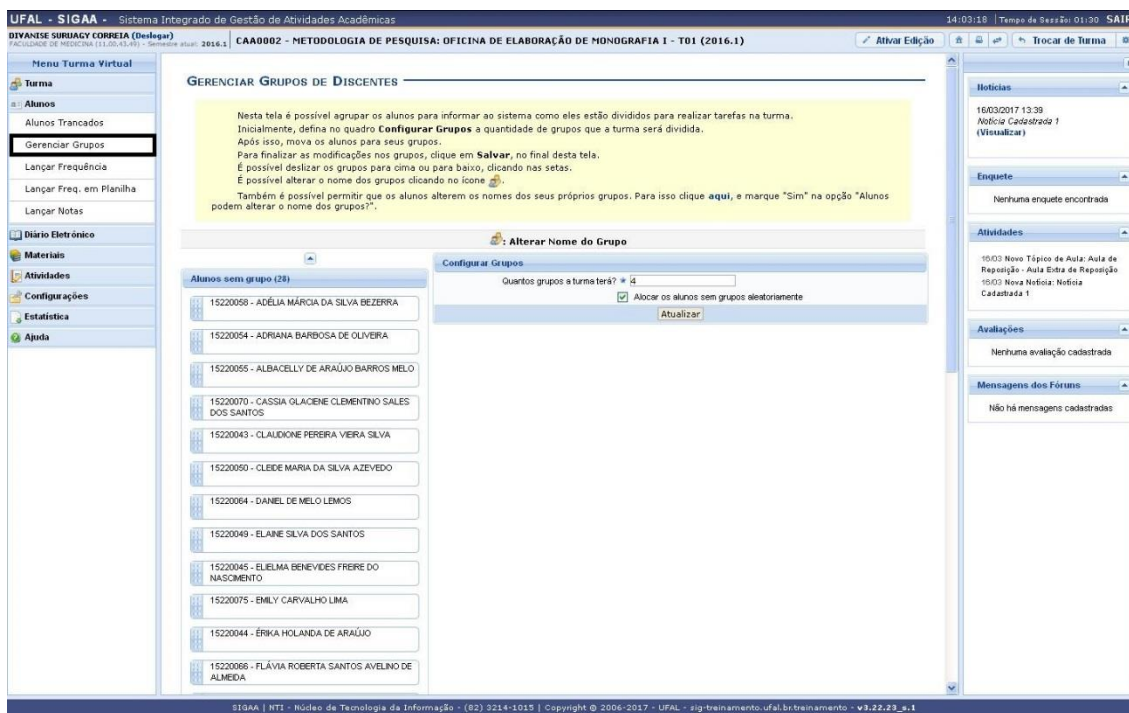 UFAL - SIGAA - Sistema Integrado de Gestão de Atividades Acadêmicas
14:03:18 | Tempo de Sessão: 01:30 SAIR
DIVANISE SURUAGY CORREIA (Deslogar)
FACULDADE DE MEDICINA (11.00.43.49) - Semestre atual: 2016.1
CAA0002 - METODOLOGIA DE PESQUISA: OFICINA DE ELABORAÇÃO DE MONOGRAFIA I - T01 (2016.1)
Ativar Edição
Trocar de Turma
Menu Turma Virtual
Turma
Alunos
Alunos Trancados
Gerenciar Grupos
Lançar Frequência
Lançar Freq. em Planilha
Lançar Notas
Diário Eletrônico
Materiais
Atividades
Configurações
Estatística
Ajuda
GERENCIAR GRUPOS DE DISCENTES
Nesta tela é possível agrupar os alunos para informar ao sistema como eles estão divididos para realizar tarefas na turma.
Inicialmente, defina no quadro Configurar Grupos a quantidade de grupos que a turma será dividida.
Após isso, mova os alunos para seus grupos.
Para finalizar as modificações nos grupos, clique em Salvar, no final desta tela.
É possível deslizar os grupos para cima ou para baixo, clicando nas setas.
É possível alterar o nome dos grupos clicando no ícone .
Também é possível permitir que os alunos alterem os nomes dos seus próprios grupos. Para isso clique aqui, e marque "Sim" na opção "Alunos
podem alterar o nome dos grupos?".
: Alterar Nome do Grupo
Alunos sem grupo (28)
15220058 - ADÉLIA MÁRCIA DA SILVA BEZERRA
15220054 - ADRIANA BARBOSA DE OLIVEIRA
15220055 - ALBACELLY DE ARAÚJO BARROS MELO
15220070 - CASSIA GLACIENE CLEMENTINO SALES
DOS SANTOS
15220043 - CLAUDIONE PEREIRA VIEIRA SILVA
15220050 - CLEIDE MARIA DA SILVA AZEVEDO
15220064 - DANIEL DE MELO LEMOS
15220049 - ELAINE SILVA DOS SANTOS
15220045 - ELIELMA BENEVIDES FREIRE DO
NASCIMENTO
15220075 - EMILY CARVALHO LIMA
15220044 - ÉRIKA HOLANDA DE ARAÚJO
15220066 - FLÁVIA ROBERTA SANTOS AVELINO DE
ALMEIDA
Configurar Grupos
Quantos grupos a turma terá? 4
Alocar os alunos sem grupos aleatoriamente
Atualizar
Notícias
16/03/2017 13:39
Notícia Cadastrada 1
(Visualizar)
Enquete
Nenhuma enquete encontrada
Atividades
16/03 Novo Tópico de Aula: Aula de
Reposição - Aula Extra de Reposição
16/03 Nova Notícia: Notícia
Cadastrada 1
Avaliações
Nenhuma avaliação cadastrada
Mensagens dos Fóruns
Não há mensagens cadastradas
SIGAA | NTI - Núcleo de Tecnologia da Informação - (82) 3214-1015 | Copyright © 2006-2017 - UFAL - sig-treinamento.ufal.br.treinamento - v3.22.23_s.1